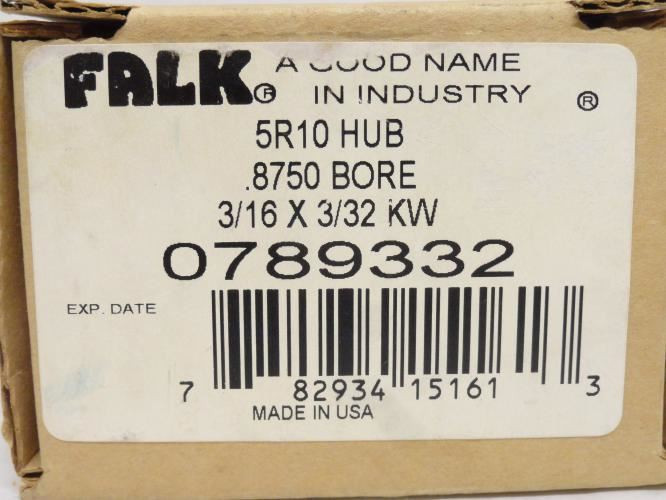 FALK® A GOOD NAME
IN INDUSTRY ®
5R10 HUB
.8750 BORE
3/16 X 3/32 KW
0789332
EXP. DATE
7 82934 15161 3
MADE IN USA